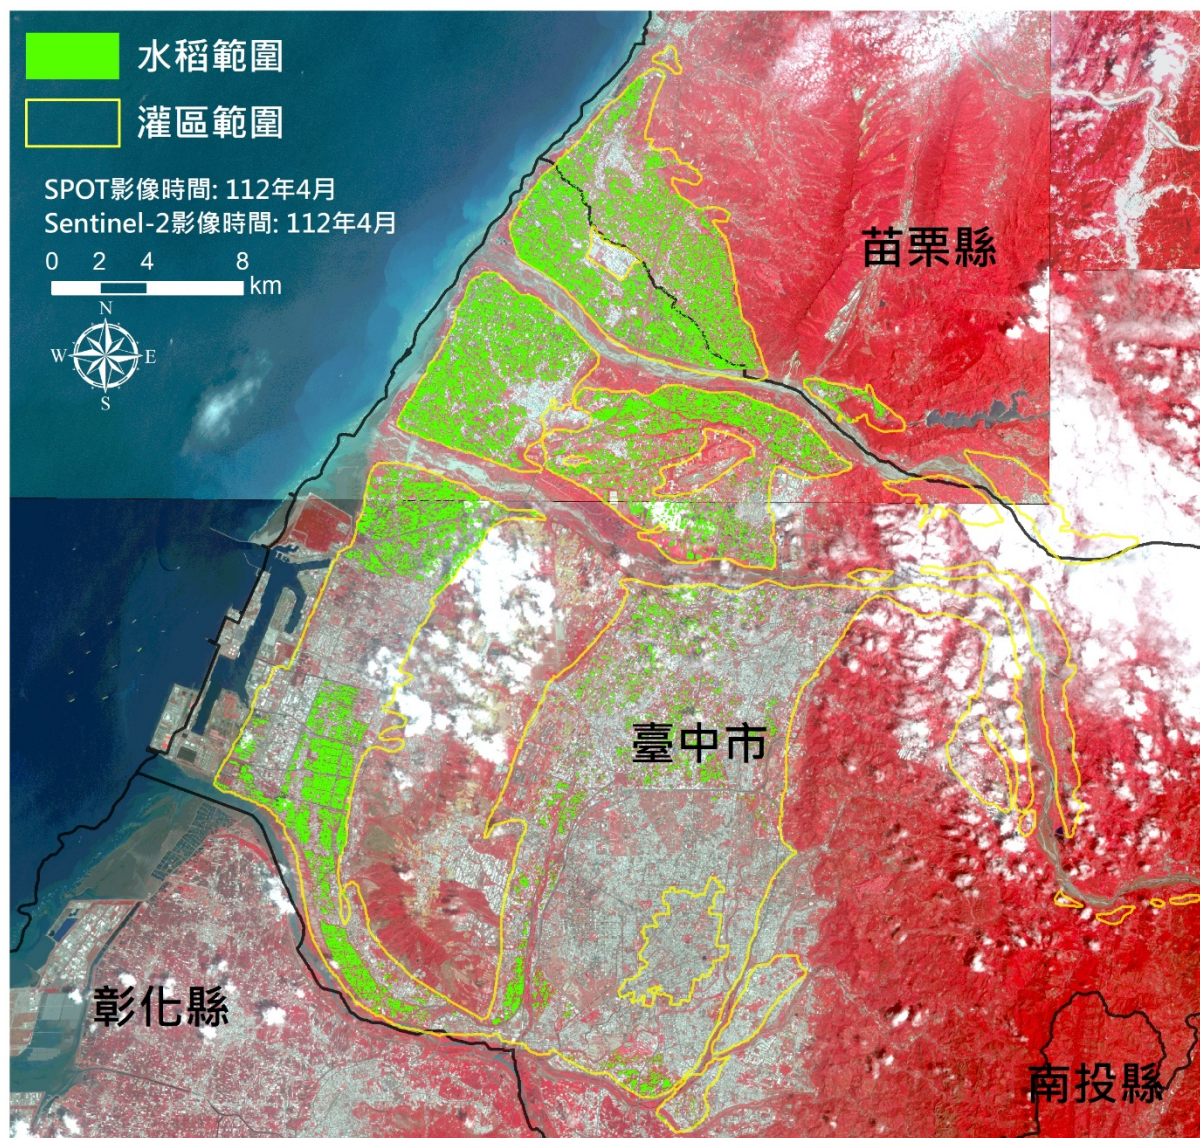 水稻範圍
灌區範圍
SPOT影像時間: 112年4月
Sentinel-2影像時間: 112年4月
0 2 4 8
km
N
W E
S
苗栗縣
臺中市
彰化縣
南投縣